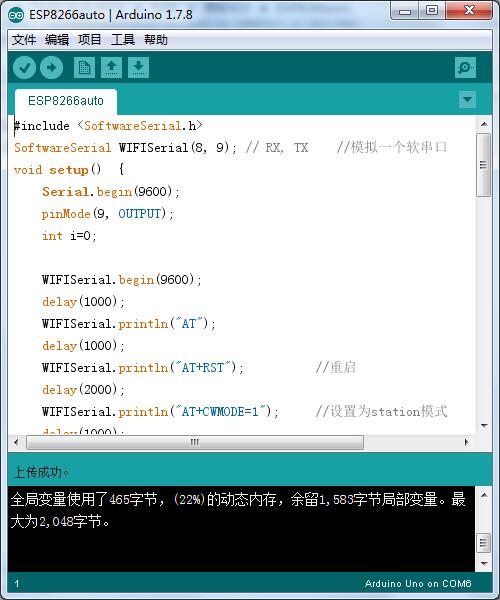 ESP8266auto | Arduino 1.7.8
文件 编辑 项目 工具 帮助
ESP8266auto
#include <SoftwareSerial.h>
SoftwareSerial WIFISerial(8, 9); // RX, TX //模拟一个软串口
void setup() {
Serial.begin(9600);
pinMode(9, OUTPUT);
int i=0;
WIFISerial.begin(9600);
delay(1000);
WIFISerial.println("AT");
delay(1000);
WIFISerial.println("AT+RST"); //重启
delay(2000);
WIFISerial.println("AT+CWMODE=1"); //设置为station模式
delay(1000);
上传成功。
全局变量使用了465字节，(22%)的动态内存，余留1,583字节局部变量。最
大为2,048字节。
1 Arduino Uno on COM6